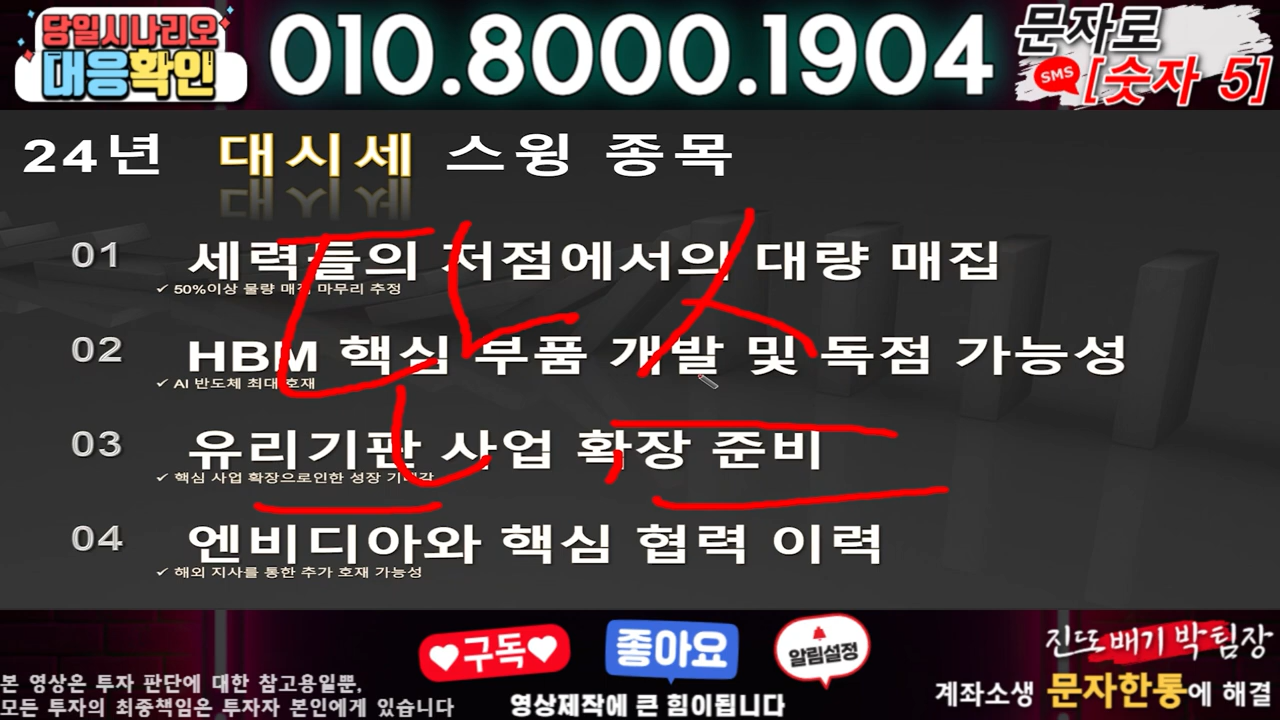 당일시나리오
대응확인
010.8000.1904
문자로
SMS [숫자 5]
24년 대시세 스윙 종목
01 세력들의 저점에서의 대량 매집
✓ 50%이상 물량 매집 마무리 추정
02 HBM 핵심 부품 개발 및 독점 가능성
✓ AI 반도체 최대 호재
03 유리기판 사업 확장 준비
✓ 핵심 사업 확장으로인한 성장 기대감
04 엔비디아와 핵심 협력 이력
✓ 해외 지사를 통한 추가 호재 가능성
구독
좋아요
알림설정
진또배기 박팀장
본 영상은 투자 판단에 대한 참고용일뿐,
모든 투자의 최종책임은 투자자 본인에게 있습니다
영상제작에 큰 힘이됩니다
계좌소생 문자한통에 해결